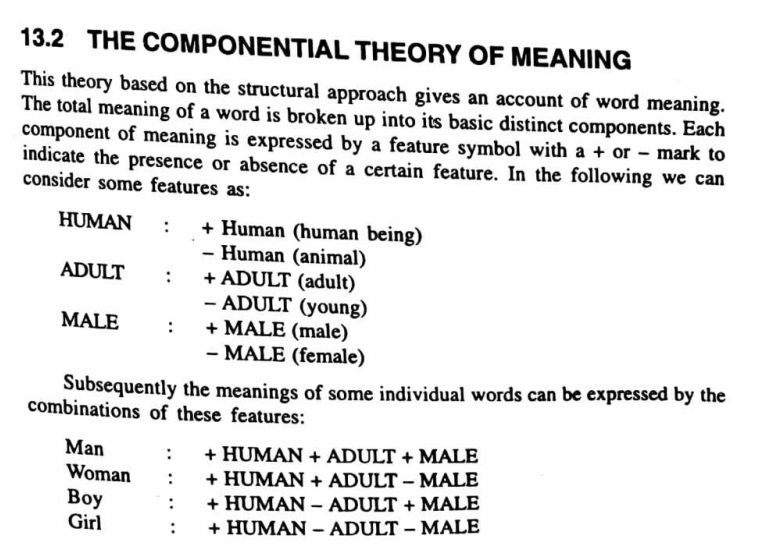 13.2 THE COMPONENTIAL THEORY OF MEANING
This theory based on the structural approach gives an account of word meaning.
The total meaning of a word is broken up into its basic distinct components. Each
component of meaning is expressed by a feature symbol with a + or – mark to
indicate the presence or absence of a certain feature. In the following we can
consider some features as:
HUMAN : + Human (human being)
– Human (animal)
ADULT : + ADULT (adult)
– ADULT (young)
MALE : + MALE (male)
– MALE (female)
Subsequently the meanings of some individual words can be expressed by the
combinations of these features:
Man : + HUMAN + ADULT + MALE
Woman : + HUMAN + ADULT – MALE
Boy : + HUMAN – ADULT + MALE
Girl : + HUMAN – ADULT – MALE